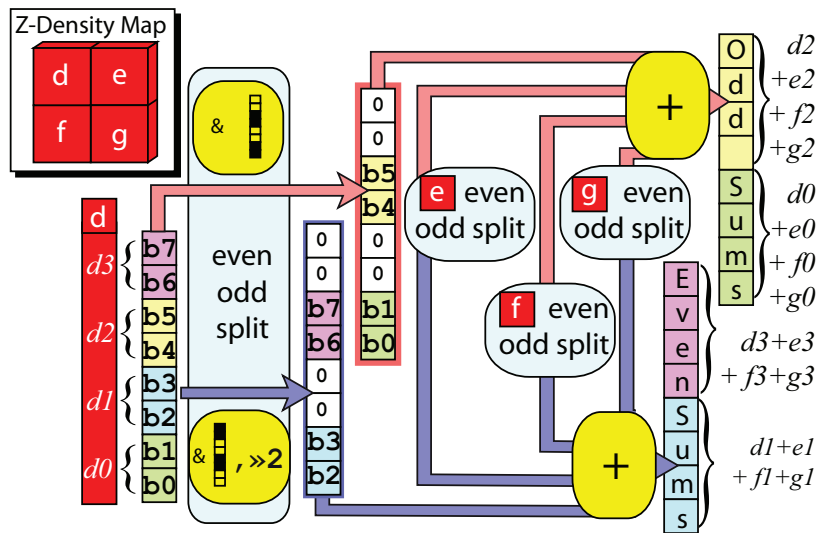 Z-Density Map
d e
f g
d
b7
b6
b5
b4
b3
b2
b1
b0
d3
d2
d1
d0
&
even
odd
split
& , »2
0
0
b5
b4
0
0
b1
b0
0
0
b7
b6
0
0
b3
b2
e even
odd split
g even
odd split
f even
odd split
+
+
O
d
d
S
u
m
s
d2
+e2
+ f2
+g2
d0
+e0
+ f0
+g0
E
v
e
n
S
u
m
s
d3+e3
+ f3+g3
d1+e1
+ f1+g1